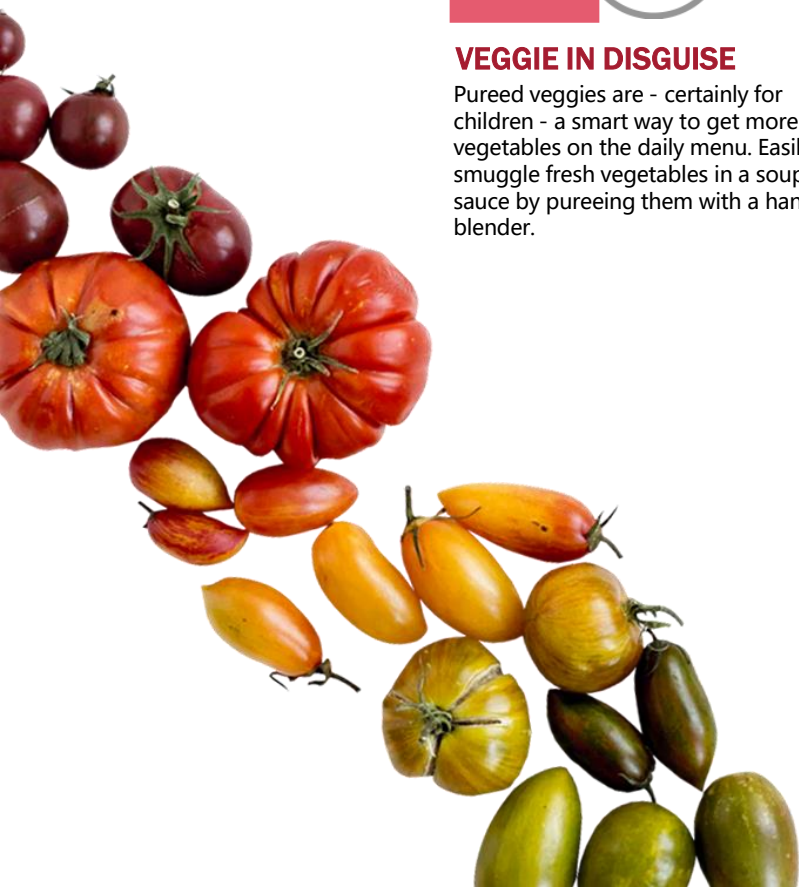 VEGGIE IN DISGUISE
Pureed veggies are - certainly for
children - a smart way to get more
vegetables on the daily menu.
smuggle fresh vegetables in a soup
sauce by pureeing them with a
blender.